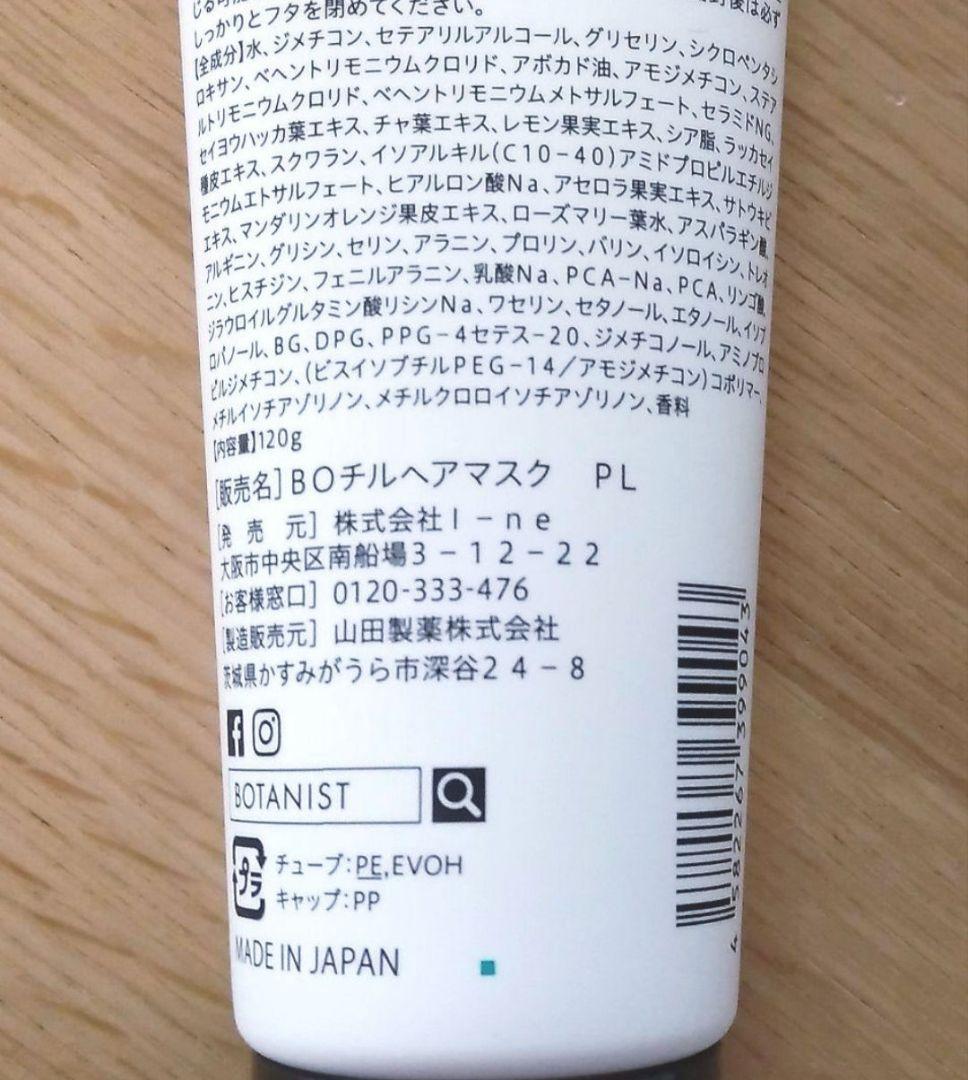 しっかりとフタを閉めてください。
【全成分】水、ジメチコン、セテアリルアルコール、グリセリン、シクロペンタシ
ロキサン、ベヘントリモニウムクロリド、アボカド油、アモジメチコン、ステア
ルトリモニウムクロリド、ベヘントリモニウムメトサルフェート、セラミドNG、
セイヨウハッカ葉エキス、チャ葉エキス、レモン果実エキス、シア脂、ラッカセイ
種皮エキス、スクワラン、イソアルキル(C10-40)アミドプロピルエチルジ
モニウムエトサルフェート、ヒアルロン酸Na、アセロラ果実エキス、サトウキビ
エキス、マンダリンオレンジ果皮エキス、ローズマリー葉水、アスパラギン酸、
アルギニン、グリシン、セリン、アラニン、プロリン、バリン、イソロイシン、トレオ
ニン、ヒスチジン、フェニルアラニン、乳酸Na、PCA-Na、PCA、リンゴ酸、
ジラウロイルグルタミン酸リシンNa、ワセリン、セタノール、エタノール、イソプ
ロパノール、BG、DPG、PPG-4セテス-20、ジメチコノール、アミノプロ
ピルジメチコン、(ビスイソブチルPEG-14/アモジメチコン)コポリマー、
メチルイソチアゾリノン、メチルクロロイソチアゾリノン、香料
【内容量】120g
[販売名]BOチルヘアマスク PL
[発売元] 株式会社I-ne
大阪市中央区南船場3-12-22
[お客様窓口] 0120-333-476
[製造販売元] 山田製薬株式会社
茨城県かすみがうら市深谷24-8
BOTANIST
プラ
チューブ:PE,EVOH
キャップ:PP
MADE IN JAPAN
4 582267 399043